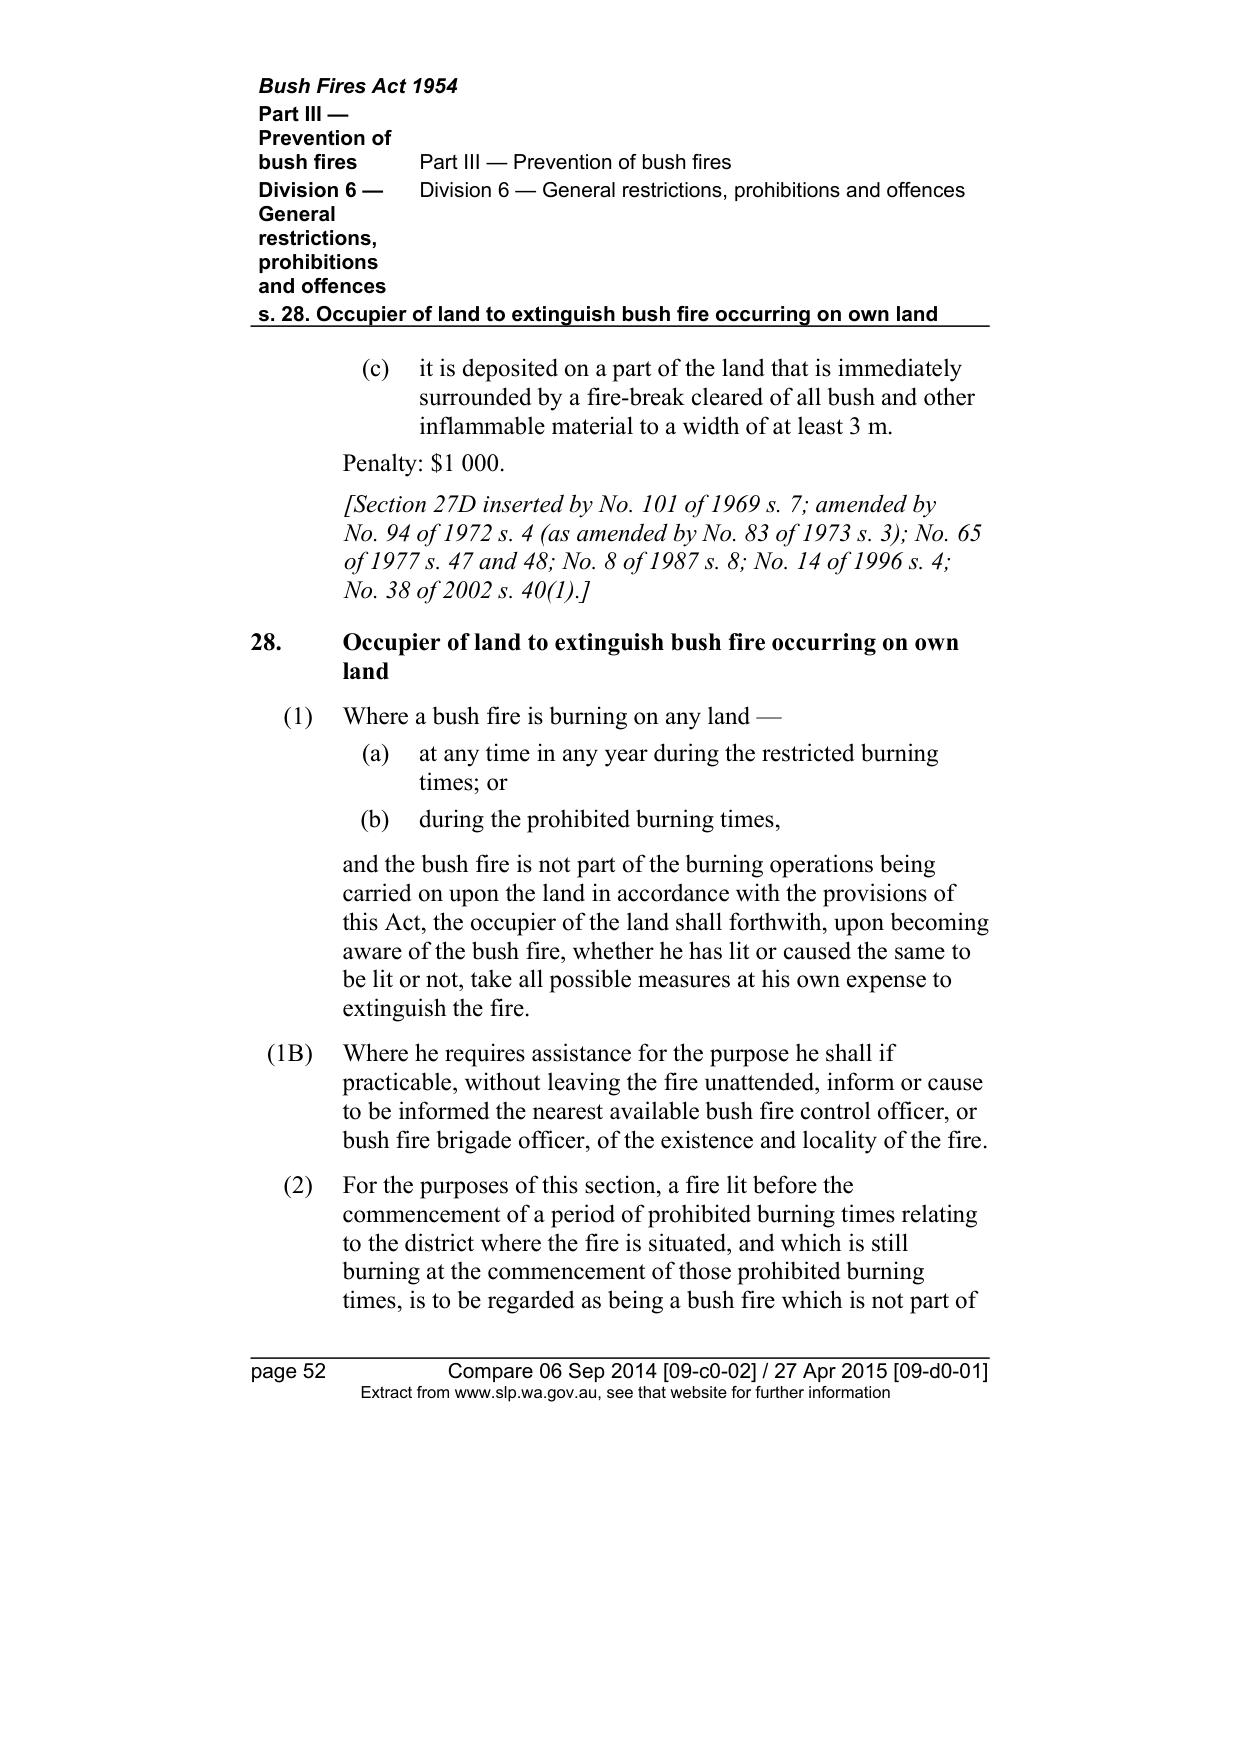 Bush Fires Act 1954
Part III —
Prevention of
bush fires Part III — Prevention of bush fires
Division 6 — Division 6 — General restrictions, prohibitions and offences
General
restrictions,
prohibitions
and offences
s. 28. Occupier of land to extinguish bush fire occurring on own land
(c) it is deposited on a part of the land that is immediately
surrounded by a fire-break cleared of all bush and other
inflammable material to a width of at least 3 m.
Penalty: $1 000.
[Section 27D inserted by No. 101 of 1969 s. 7; amended by
No. 94 of 1972 s. 4 (as amended by No. 83 of 1973 s. 3); No. 65
of 1977 s. 47 and 48; No. 8 of 1987 s. 8; No. 14 of 1996 s. 4;
No. 38 of 2002 s. 40(1).]
28. Occupier of land to extinguish bush fire occurring on own
land
(1) Where a bush fire is burning on any land —
(a) at any time in any year during the restricted burning
times; or
(b) during the prohibited burning times,
and the bush fire is not part of the burning operations being
carried on upon the land in accordance with the provisions of
this Act, the occupier of the land shall forthwith, upon becoming
aware of the bush fire, whether he has lit or caused the same to
be lit or not, take all possible measures at his own expense to
extinguish the fire.
(1B) Where he requires assistance for the purpose he shall if
practicable, without leaving the fire unattended, inform or cause
to be informed the nearest available bush fire control officer, or
bush fire brigade officer, of the existence and locality of the fire.
(2) For the purposes of this section, a fire lit before the
commencement of a period of prohibited burning times relating
to the district where the fire is situated, and which is still
burning at the commencement of those prohibited burning
times, is to be regarded as being a bush fire which is not part of
page 52 Compare 06 Sep 2014 [09-c0-02] / 27 Apr 2015 [09-d0-01]
Extract from www.slp.wa.gov.au, see that website for further information